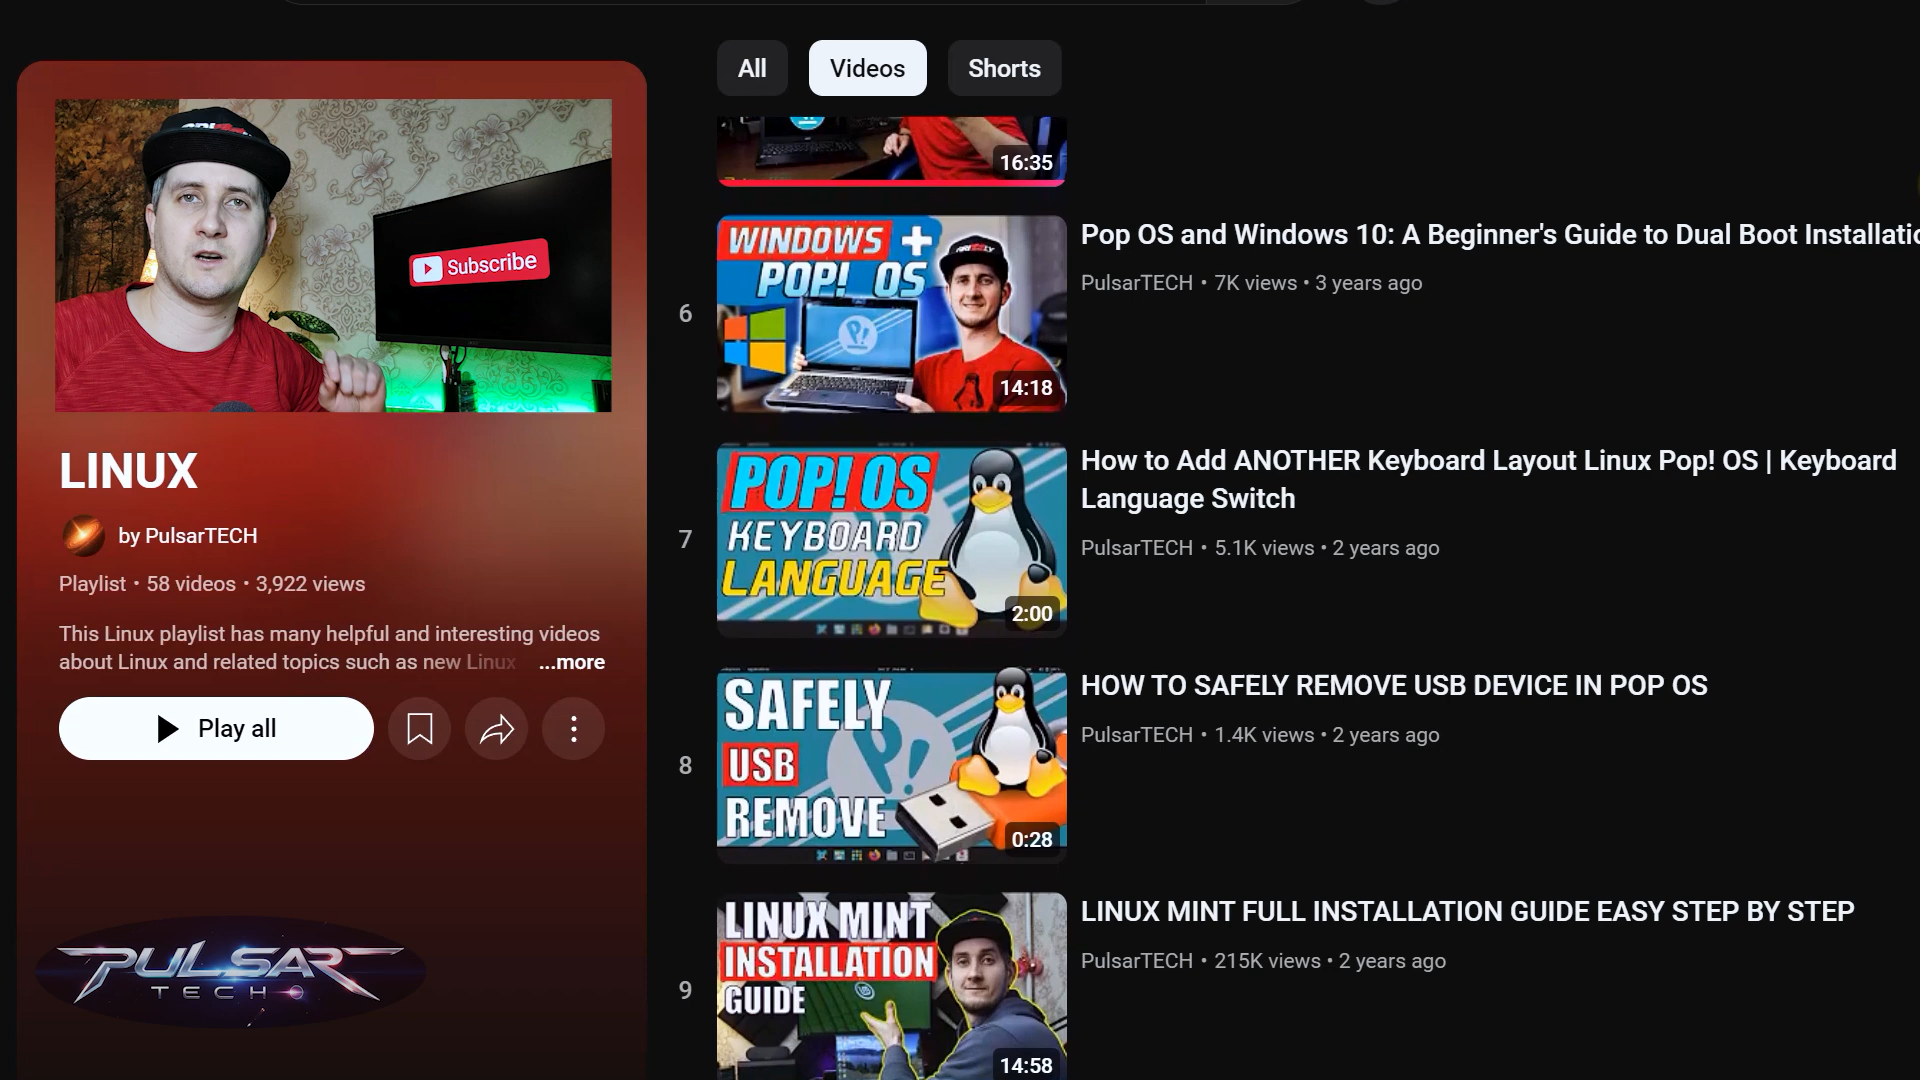 All
Videos
Shorts
16:35
Subscribe
LINUX
by PulsarTECH
Playlist • 58 videos • 3,922 views
This Linux playlist has many helpful and interesting videos
about Linux and related topics such as new Linux ...more
Play all
PULSAR
TECH
6
WINDOWS +
POP! OS
14:18
Pop OS and Windows 10: A Beginner's Guide to Dual Boot Installatio
PulsarTECH • 7K views • 3 years ago
7
POP! OS
KEYBOARD
LANGUAGE
2:00
How to Add ANOTHER Keyboard Layout Linux Pop! OS | Keyboard
Language Switch
PulsarTECH • 5.1K views • 2 years ago
8
SAFELY
USB
REMOVE
0:28
HOW TO SAFELY REMOVE USB DEVICE IN POP OS
PulsarTECH • 1.4K views • 2 years ago
9
LINUX MINT
INSTALLATION
GUIDE
14:58
LINUX MINT FULL INSTALLATION GUIDE EASY STEP BY STEP
PulsarTECH • 215K views • 2 years ago